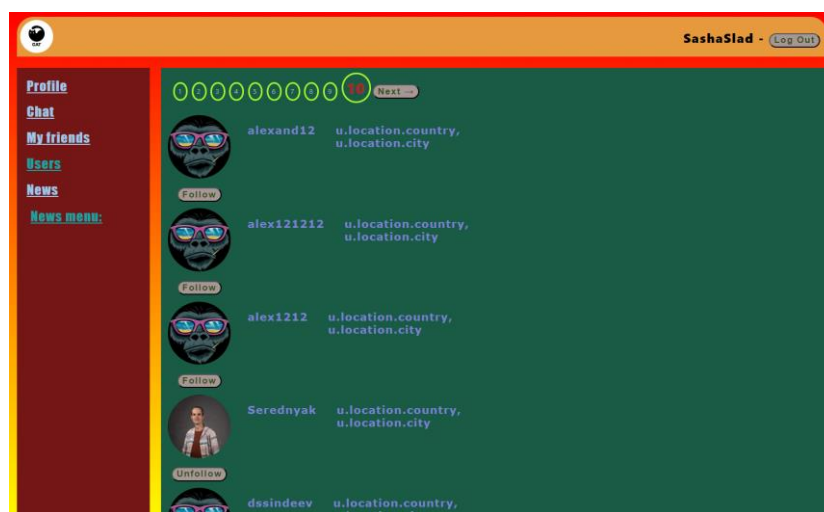 CAT
SashaSlad - Log Out
Profile
Chat
My friends
Users
News
News menu:
1 2 3 4 5 6 7 8 9 10 Next →
alexand12 u.location.country,
u.location.city
Follow
alex121212 u.location.country,
u.location.city
Follow
alex1212 u.location.country,
u.location.city
Follow
Serednyak u.location.country,
u.location.city
Unfollow
dssindeev u.location.country,